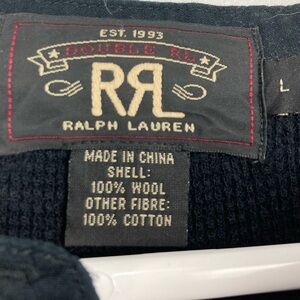 EST. 1993
DOUBLE RL
RRL
RALPH LAUREN
L
MADE IN CHINA
SHELL:
100% WOOL
OTHER FIBRE:
100% COTTON